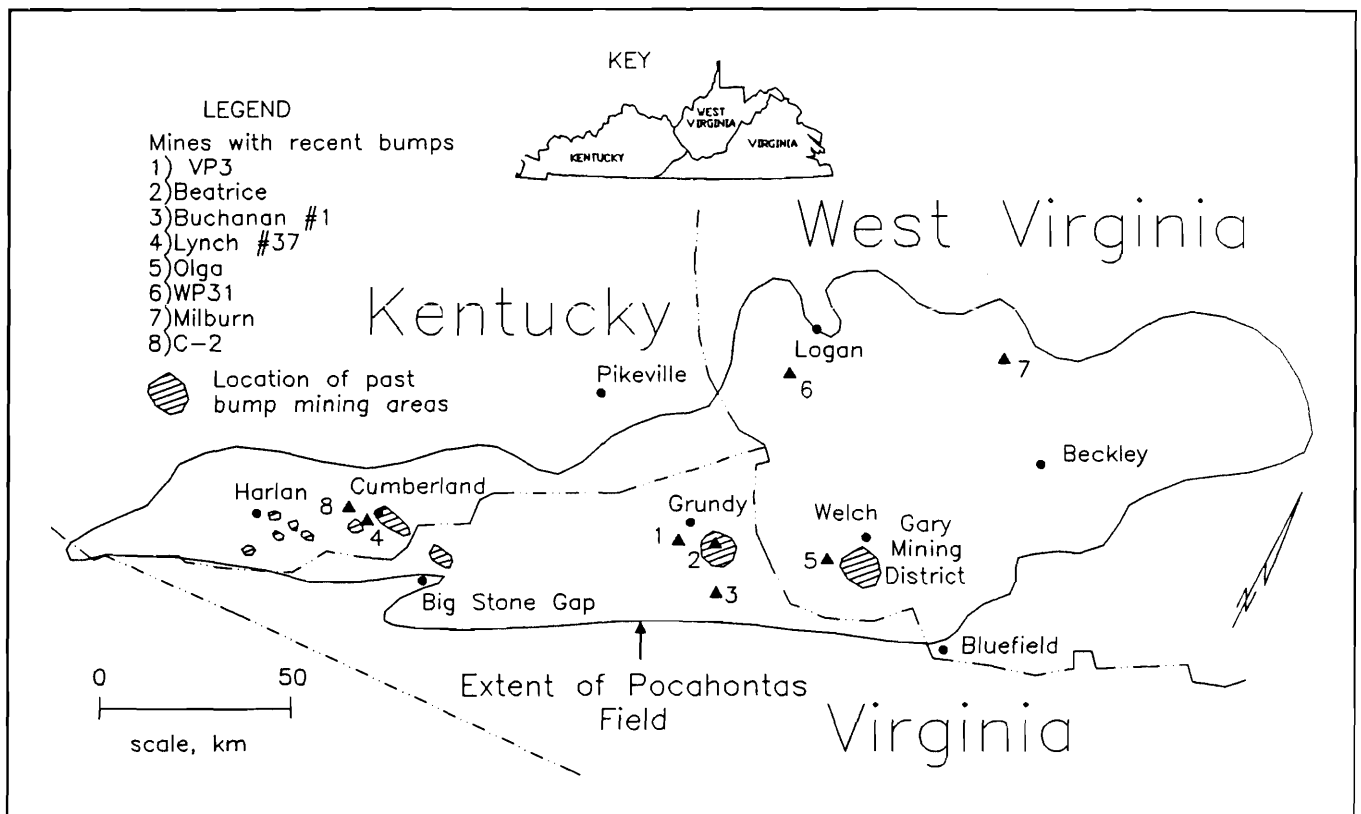 KEY
WEST
VIRGINIA
KENTUCKY
VIRGINIA
LEGEND
Mines with recent bumps
1) VP3
2)Beatrice
3)Buchanan #1
4)Lynch #37
5)Olga
6)WP31
7)Milburn
8)C-2
Location of past
bump mining areas
West Virginia
Kentucky
Logan
Pikeville
6
7
Beckley
Harlan
8
Cumberland
4
Grundy
1
2
3
Welch
Gary
Mining
District
5
Big Stone Gap
Bluefield
0 50
scale, km
Extent of Pocahontas
Field
Virginia